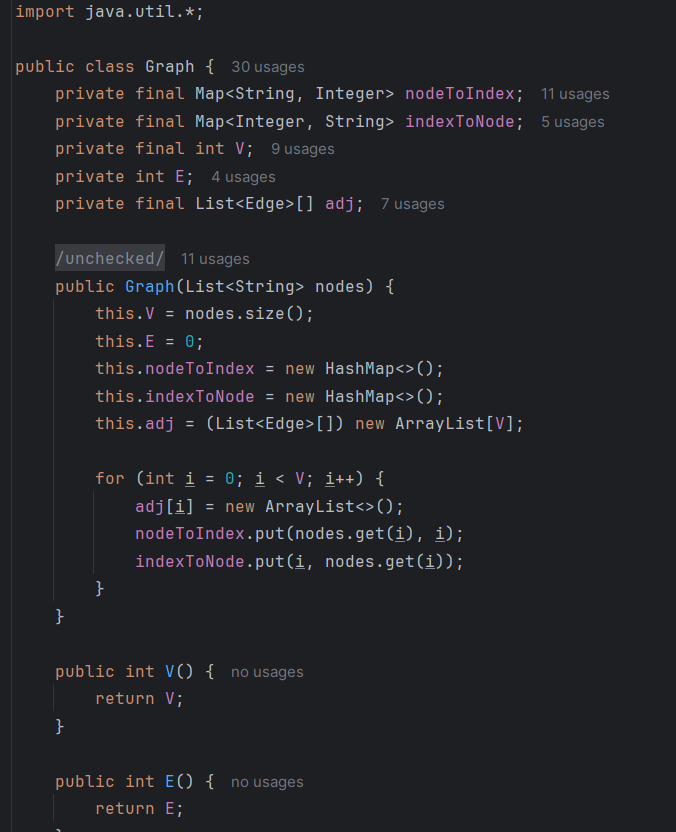 import java.util.*;
public class Graph {  30 usages
    private final Map<String, Integer> nodeToIndex;  11 usages
    private final Map<Integer, String> indexToNode;  5 usages
    private final int V;  9 usages
    private int E;  4 usages
    private final List<Edge>[] adj;  7 usages
    /unchecked/  11 usages
    public Graph(List<String> nodes) {
        this.V = nodes.size();
        this.E = 0;
        this.nodeToIndex = new HashMap<>();
        this.indexToNode = new HashMap<>();
        this.adj = (List<Edge>[]) new ArrayList[V];
        for (int i = 0; i < V; i++) {
            adj[i] = new ArrayList<>();
            nodeToIndex.put(nodes.get(i), i);
            indexToNode.put(i, nodes.get(i));
        }
    }
    public int V() {  no usages
        return V;
    }
    public int E() {  no usages
        return E;
    }